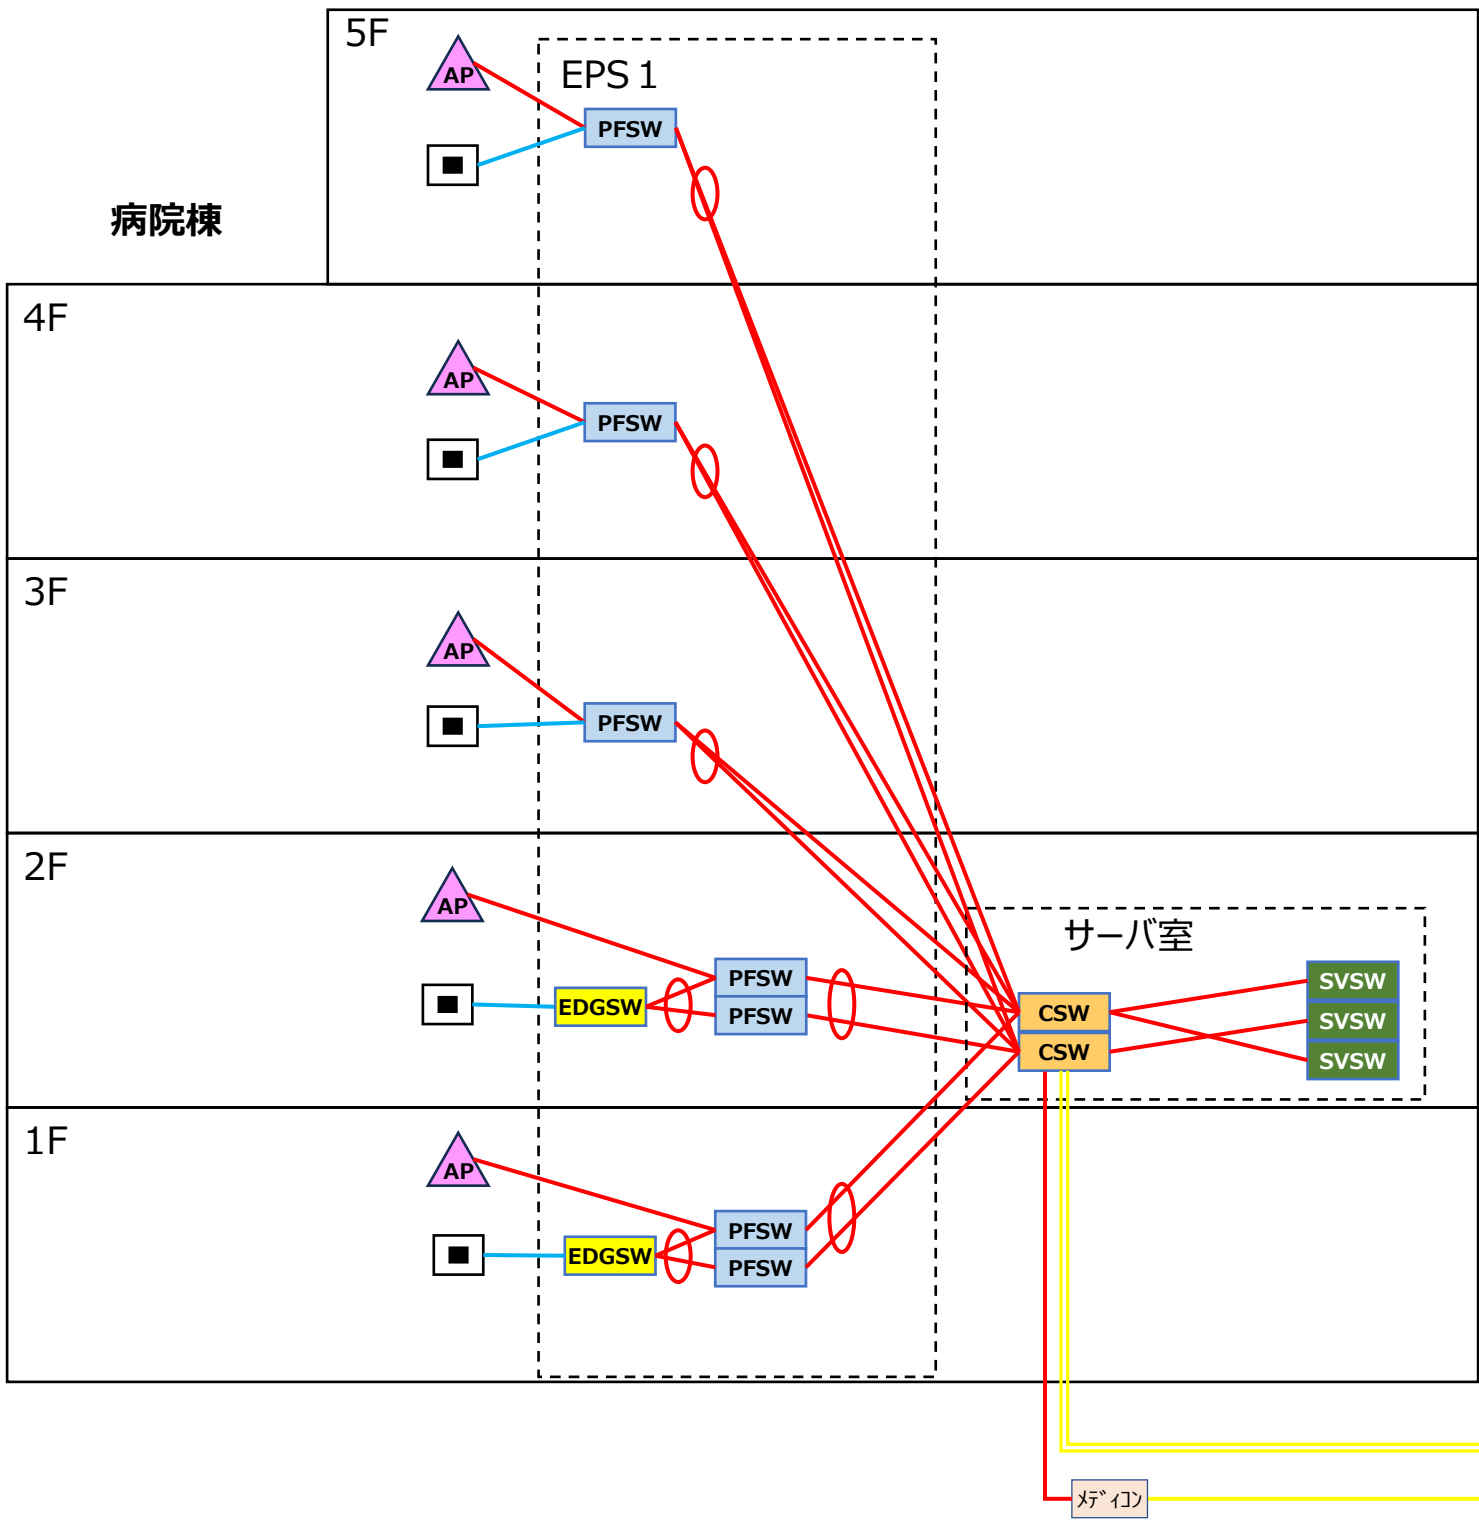 5F
EPS 1
AP
PFSW
病院棟
4F
AP
PFSW
3F
AP
PFSW
2F
AP
サーバ室
PFSW
EDGSW
PFSW
CSW
CSW
SVSW
SVSW
SVSW
1F
AP
PFSW
EDGSW
PFSW
ﾒﾃﾞｨｺﾝ